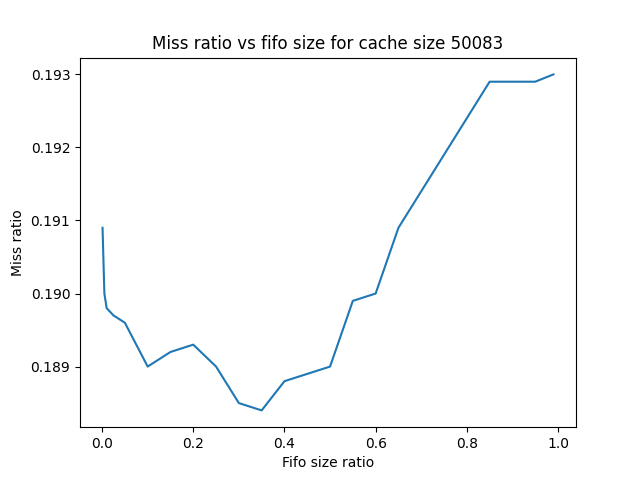 Miss ratio vs fifo size for cache size 50083
0.193
0.192
0.191
0.190
0.189
Miss ratio
0.0 0.2 0.4 0.6 0.8 1.0
Fifo size ratio